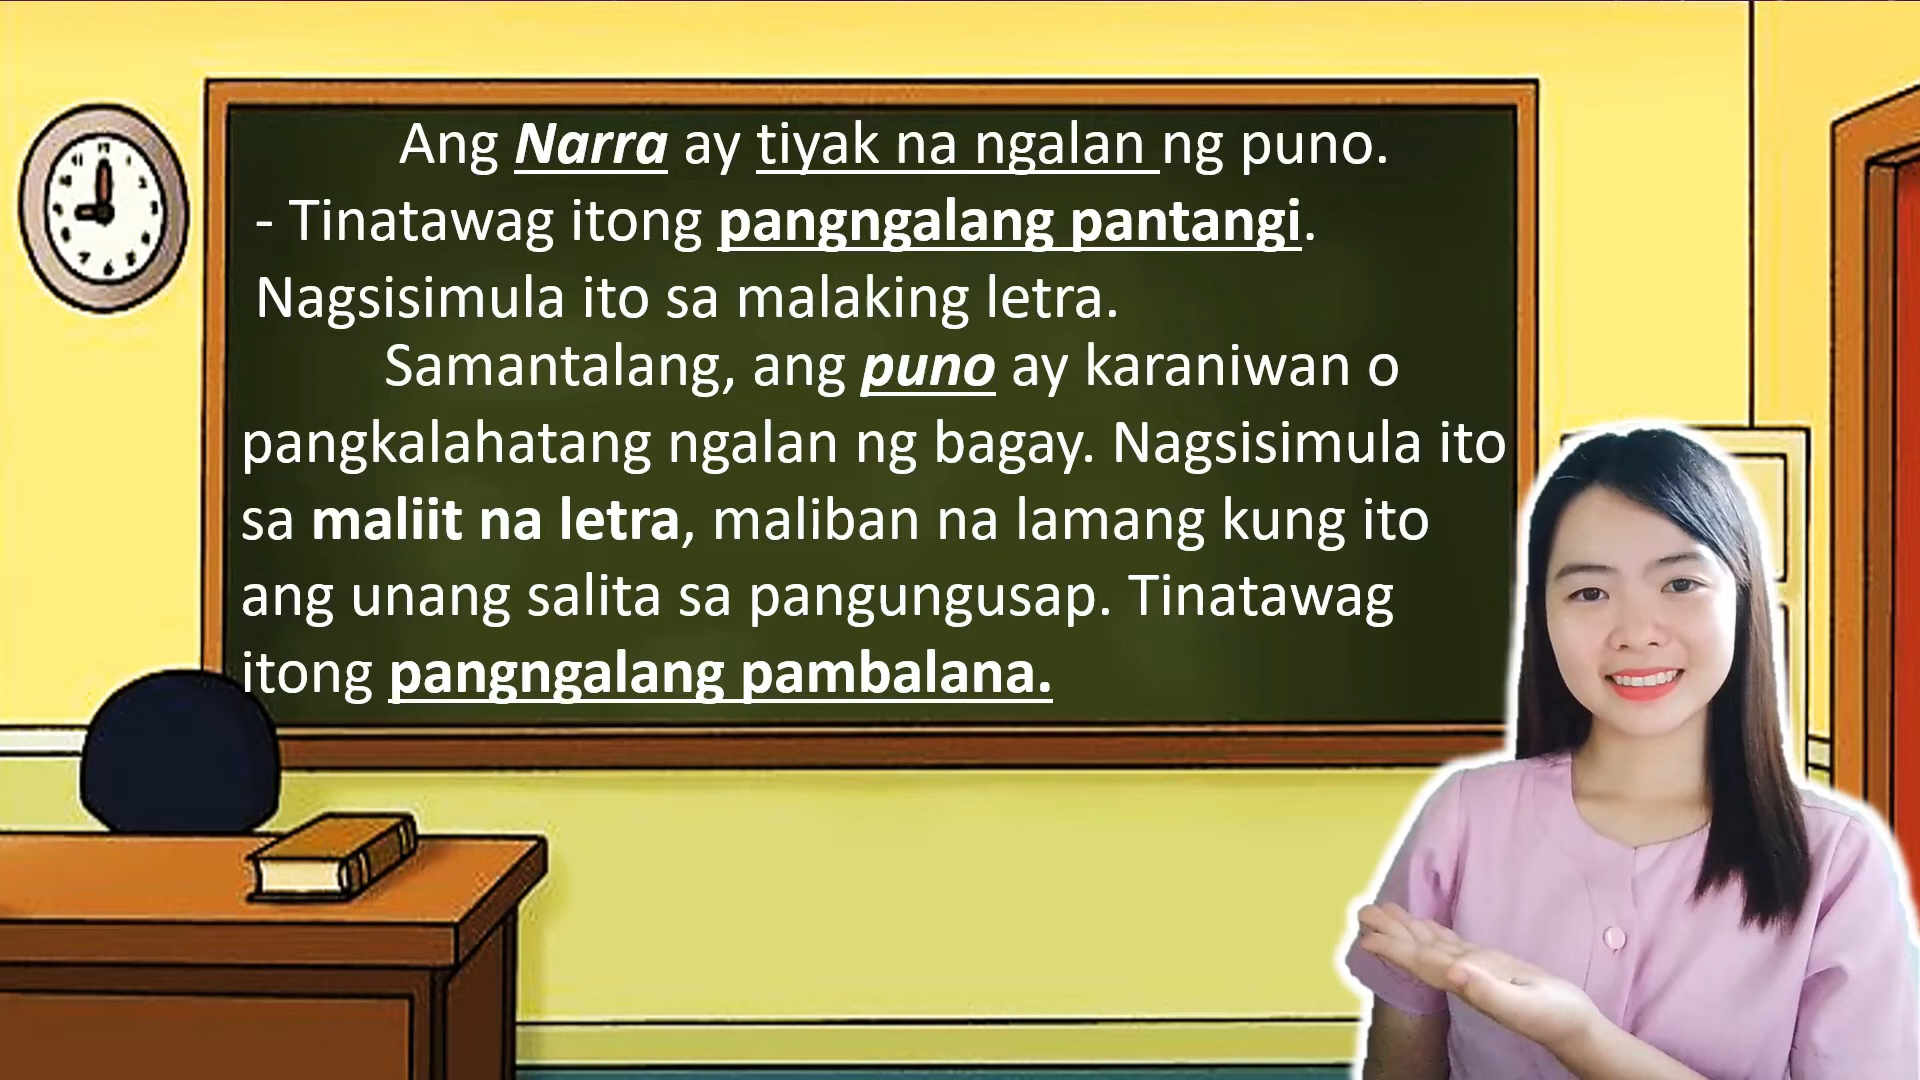 Ang Narra ay tiyak na ngalan ng puno.
- Tinatawag itong pangngalang pantangi.
Nagsisimula ito sa malaking letra.
Samantalang, ang puno ay karaniwan o
pangkalahatang ngalan ng bagay. Nagsisimula ito
sa maliit na letra, maliban na lamang kung ito
ang unang salita sa pangungusap. Tinatawag
itong pangngalang pambalana.